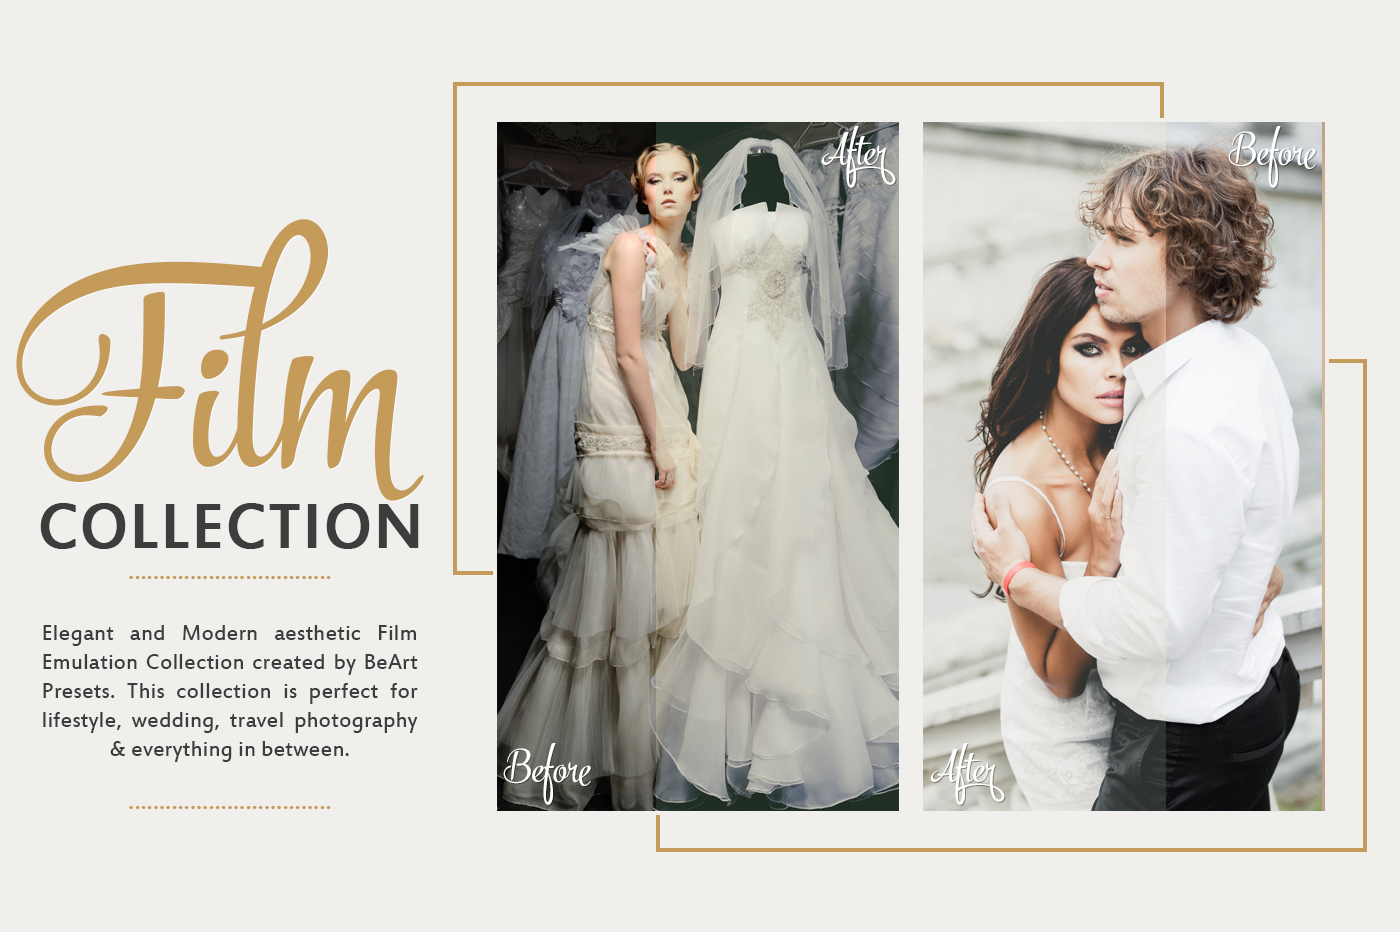 Film
COLLECTION
Elegant and Modern aesthetic Film
Emulation Collection created by BeArt
Presets. This collection is perfect for
lifestyle, wedding, travel photography
& everything in between.
After
Before
Before
After